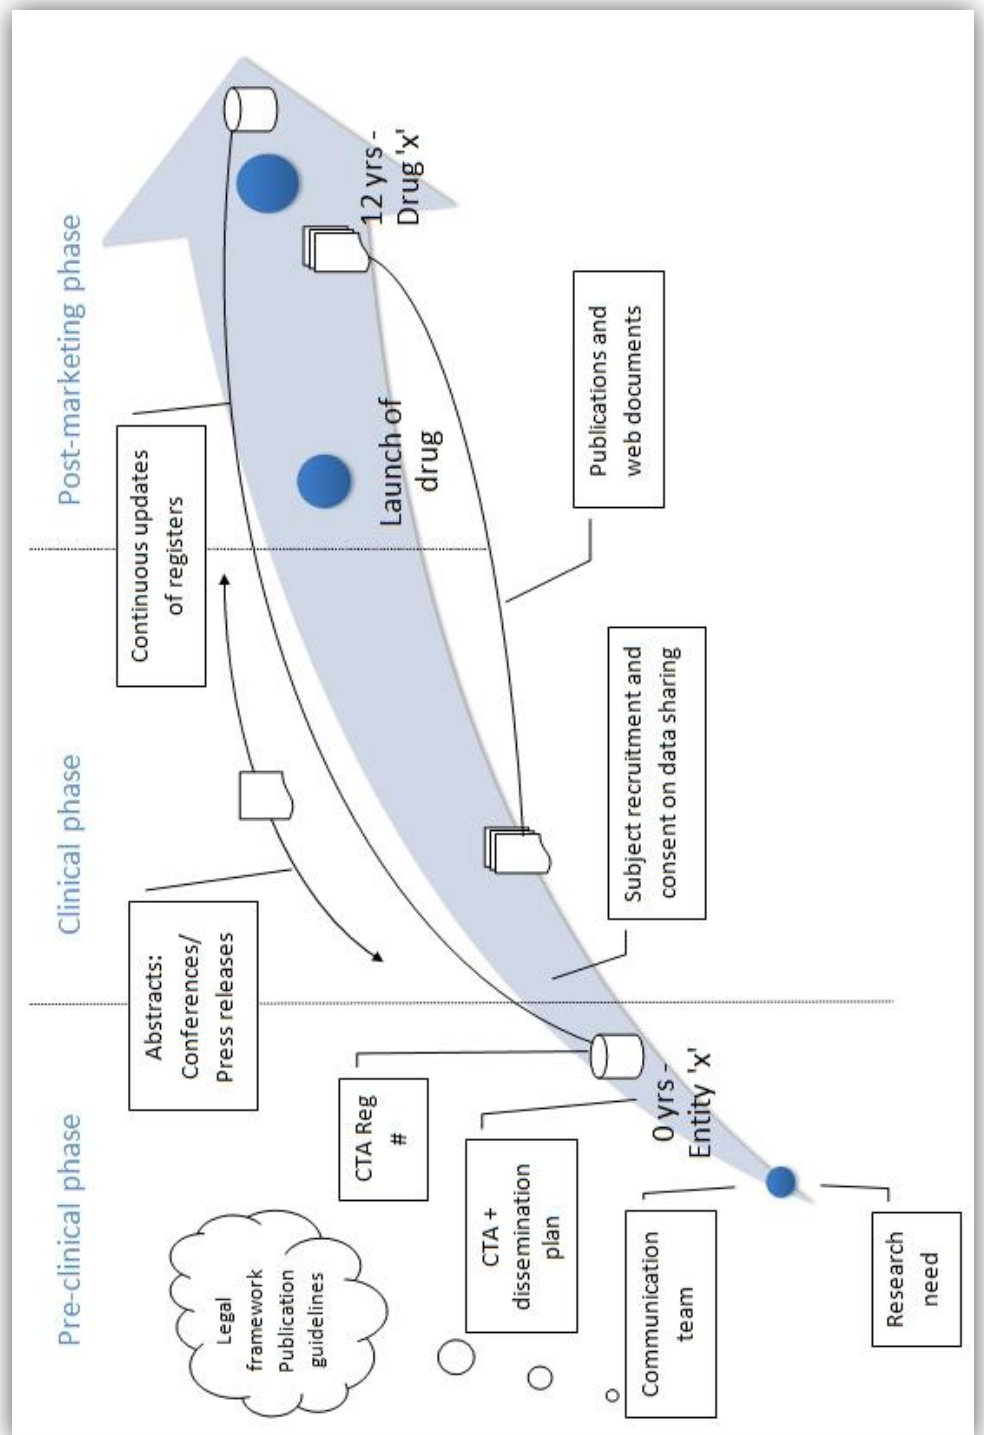 Pre-clinical phase
Clinical phase
Post-marketing phase
Legal
framework
Publication
guidelines
Abstracts:
Conferences/
Press releases
Continuous updates
of registers
CTA Reg
#
CTA +
dissemination
plan
Communication
team
Research
need
0 yrs -
Entity 'x'
Subject recruitment and
consent on data sharing
Launch of
drug
Publications and
web documents
12 yrs -
Drug 'x'